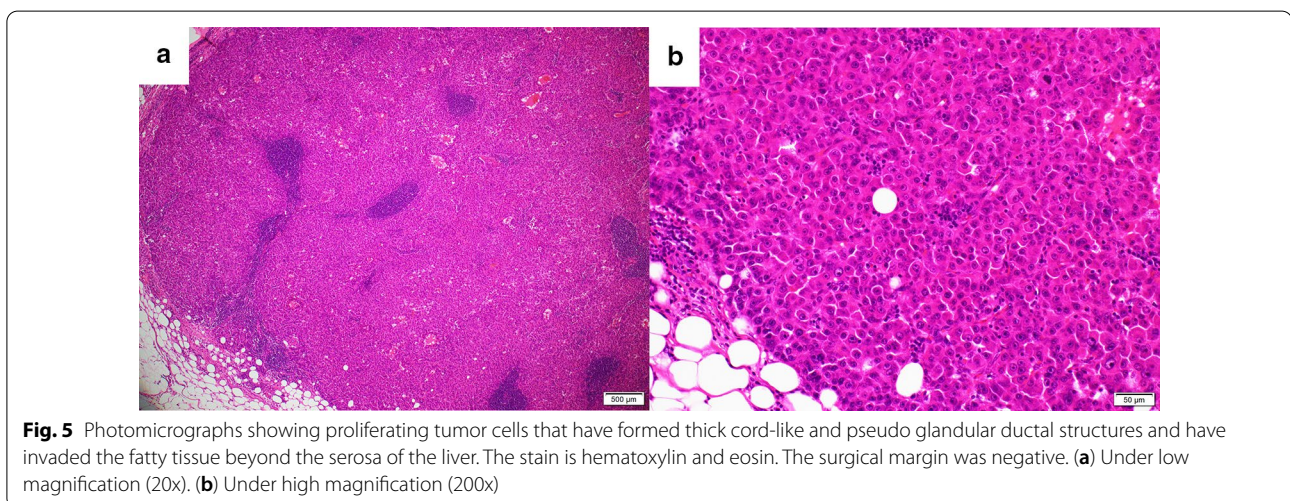 a
b
500 µm
50 µm
Fig. 5 Photomicrographs showing proliferating tumor cells that have formed thick cord-like and pseudo glandular ductal structures and have
invaded the fatty tissue beyond the serosa of the liver. The stain is hematoxylin and eosin. The surgical margin was negative. (a) Under low
magnification (20x). (b) Under high magnification (200x)